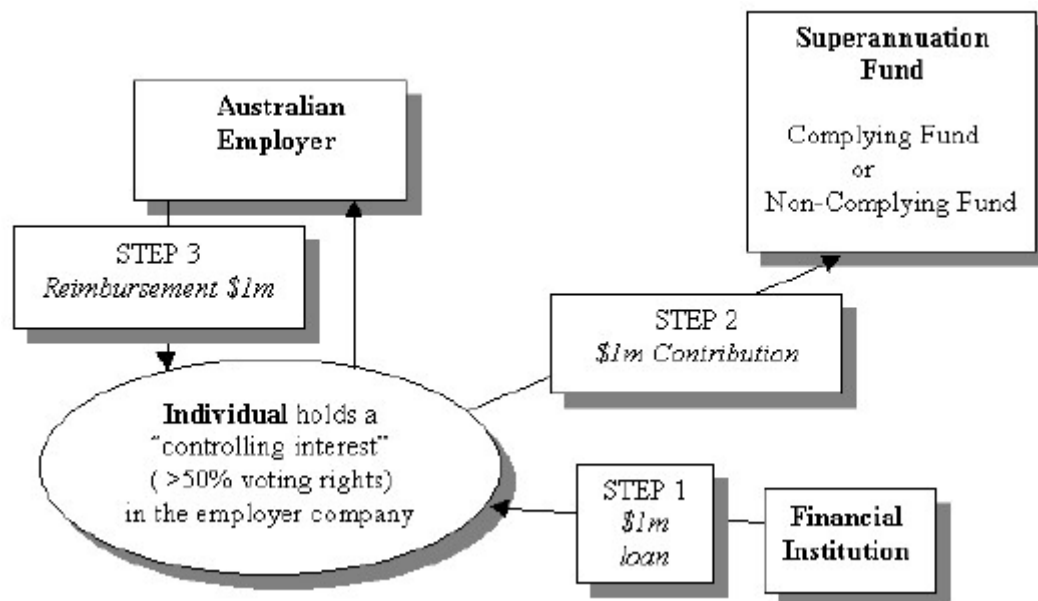 Superannuation
Fund
Complying Fund
or
Non-Complying Fund
Australian
Employer
STEP 3
Reimbursement $1m
STEP 2
$1m Contribution
Individual holds a
"controlling interest"
( >50% voting rights)
in the employer company
STEP 1
$1m
loan
Financial
Institution